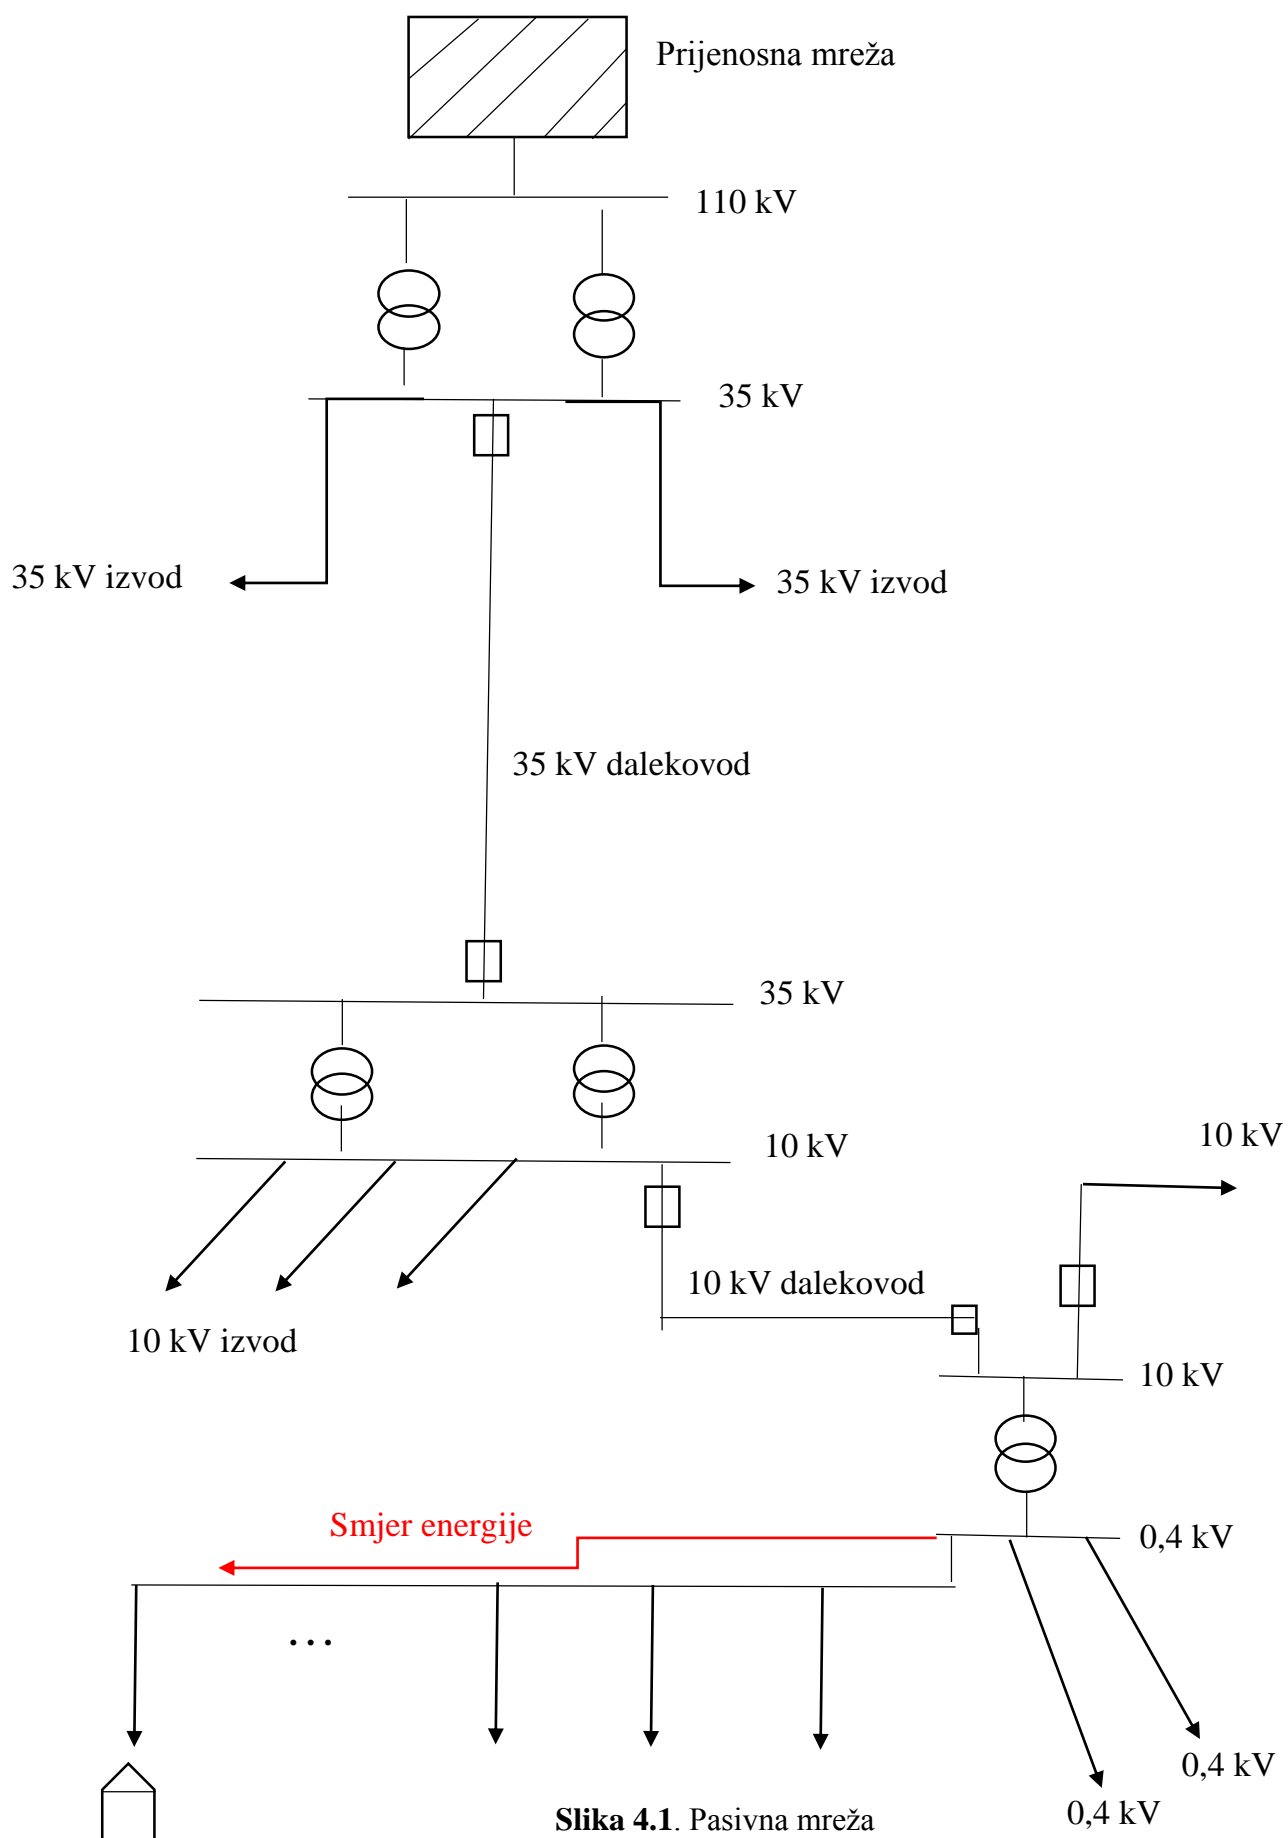 Prijenosna mreža
110 kV
35 kV
35 kV izvod
35 kV izvod
35 kV dalekovod
35 kV
10 kV
10 kV
10 kV dalekovod
10 kV izvod
10 kV
Smjer energije
0,4 kV
...
0,4 kV
0,4 kV
Slika 4.1. Pasivna mreža